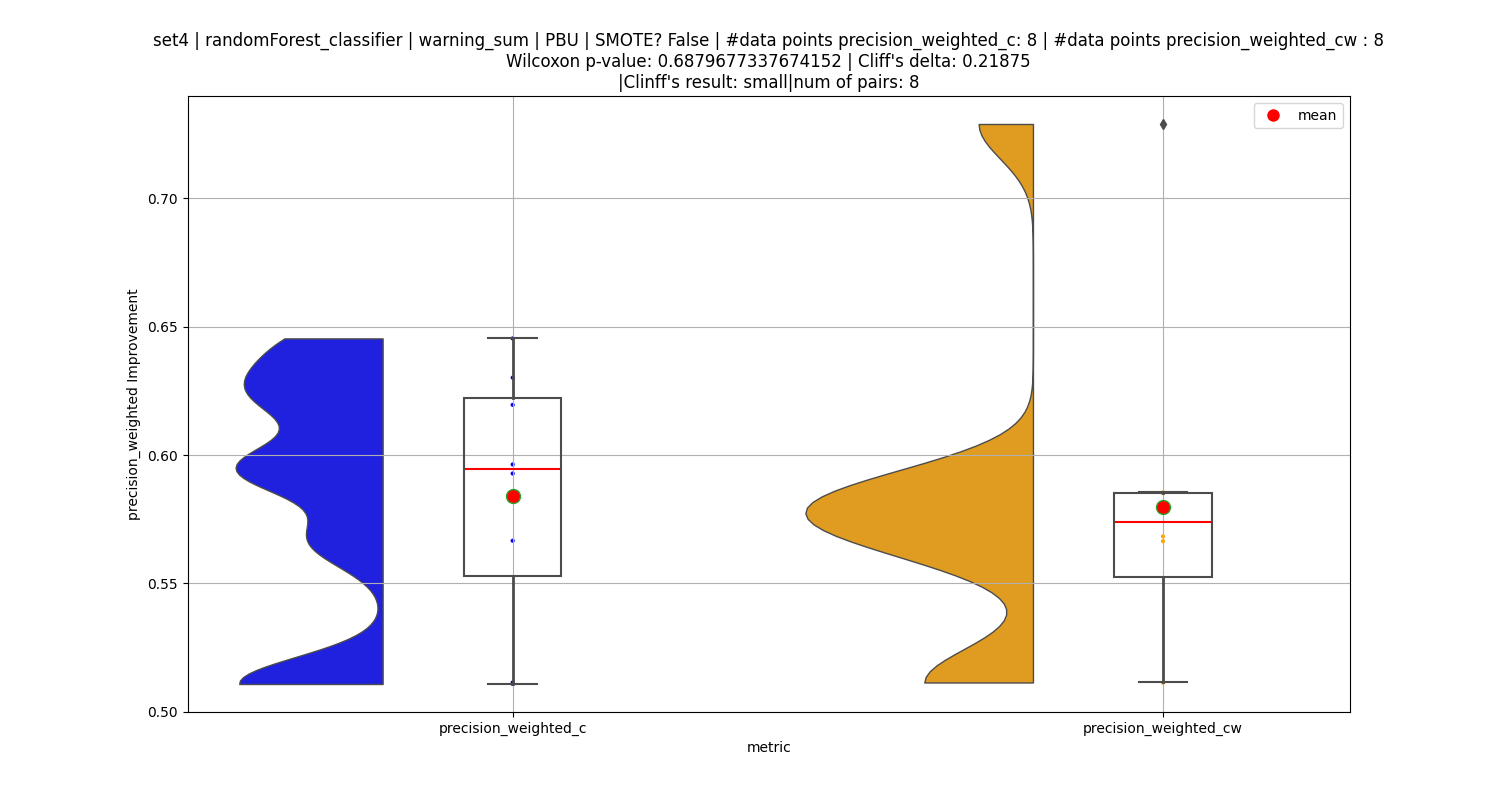 set4 | randomForest_classifier | warning_sum | PBU | SMOTE? False | #data points precision_weighted_c: 8 | #data points precision_weighted_cw : 8
Wilcoxon p-value: 0.6879677337674152 | Cliff's delta: 0.21875
|Clinff's result: small|num of pairs: 8
mean
precision_weighted Improvement
0.70
0.65
0.60
0.55
0.50
precision_weighted_c
precision_weighted_cw
metric